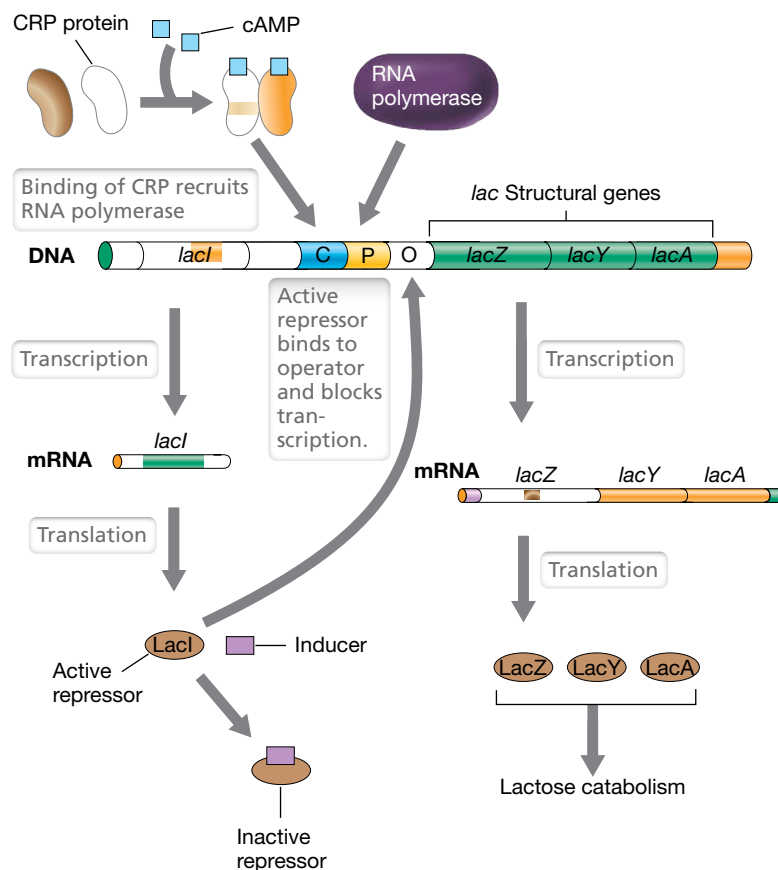 CRP protein
cAMP
RNA
polymerase
Binding of CRP recruits
RNA polymerase
lac Structural genes
DNA
lacI
C
P
O
lacZ
lacY
lacA
Active
repressor
binds to
operator
and blocks
tran-
scription.
Transcription
Transcription
lacI
mRNA
mRNA
lacZ
lacY
lacA
Translation
Translation
LacI
Inducer
Active
repressor
LacZ
LacY
LacA
Lactose catabolism
Inactive
repressor